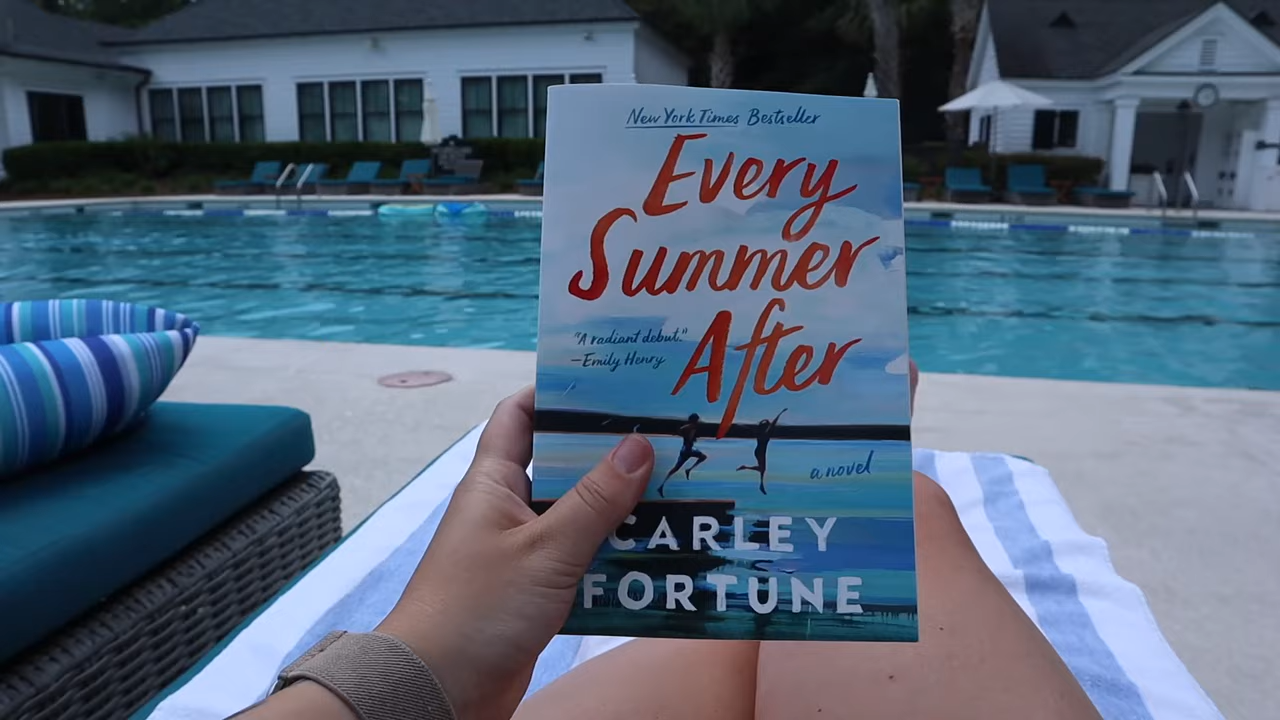 New York Times Bestseller
Every
Summer
After
"A radiant debut."
—Emily Henry
a novel
CARLEY
FORTUNE